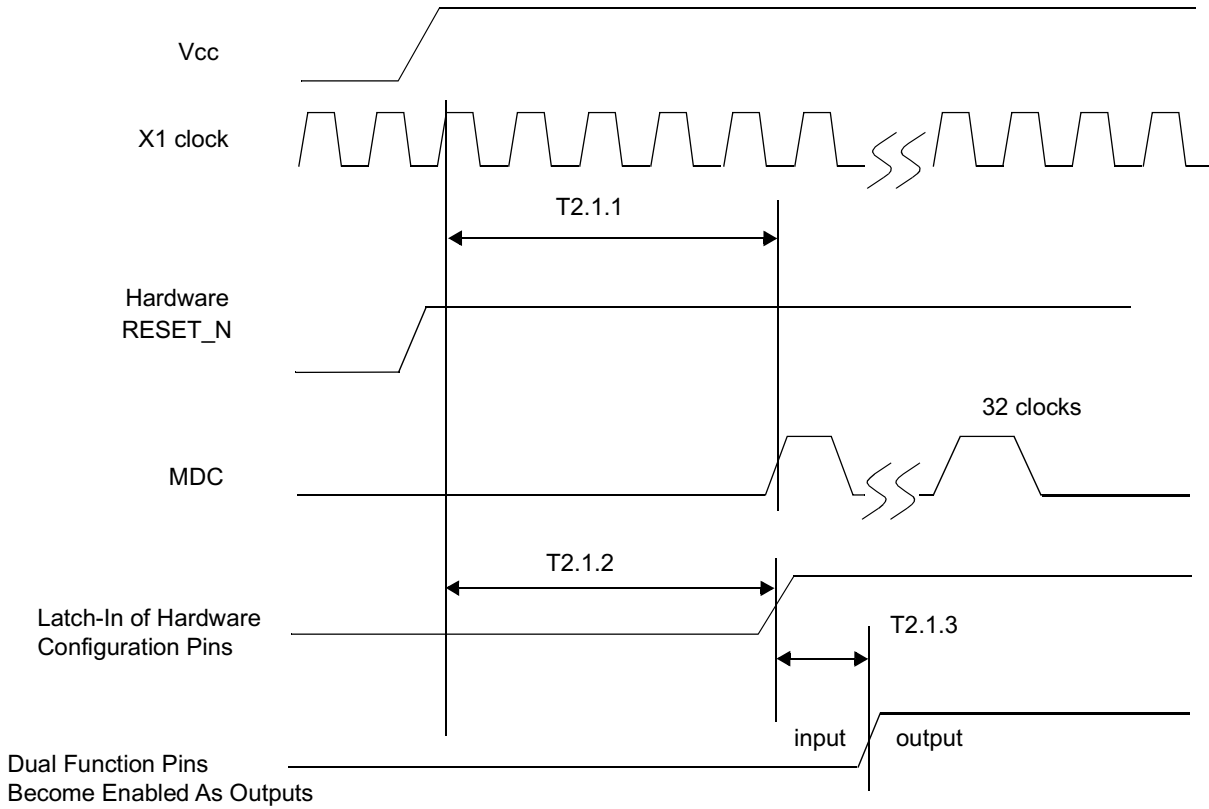 Vcc
X1 clock
T2.1.1
Hardware
RESET_N
32 clocks
MDC
T2.1.2
Latch-In of Hardware
Configuration Pins
T2.1.3
input
output
Dual Function Pins
Become Enabled As Outputs